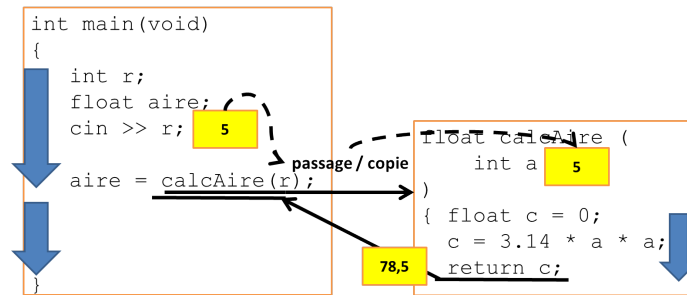 int main(void)
{
int r;
float aire;
cin >> r;
5
passage / copie
aire = calcAire(r);
}
float calcAire (
int a
5
)
{ float c = 0;
c = 3.14 * a * a;
return c;
78,5